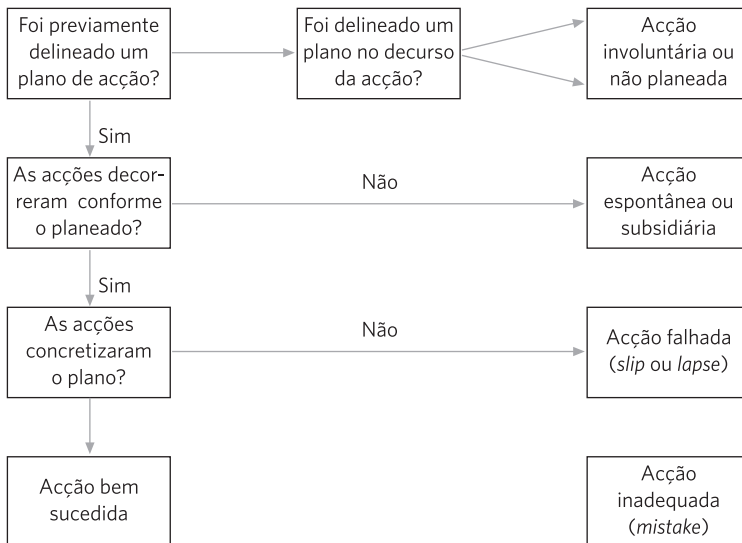 Foi previamente
delineado um
plano de acção?
Foi delineado um
plano no decurso
da acção?
Acção
involuntária ou
não planeada
Sim
As acções decor-
reram conforme
o planeado?
Não
Acção
espontânea ou
subsidiária
Sim
As acções
concretizaram
o plano?
Não
Acção falhada
(slip ou lapse)
Acção bem
sucedida
Acção
inadequada
(mistake)